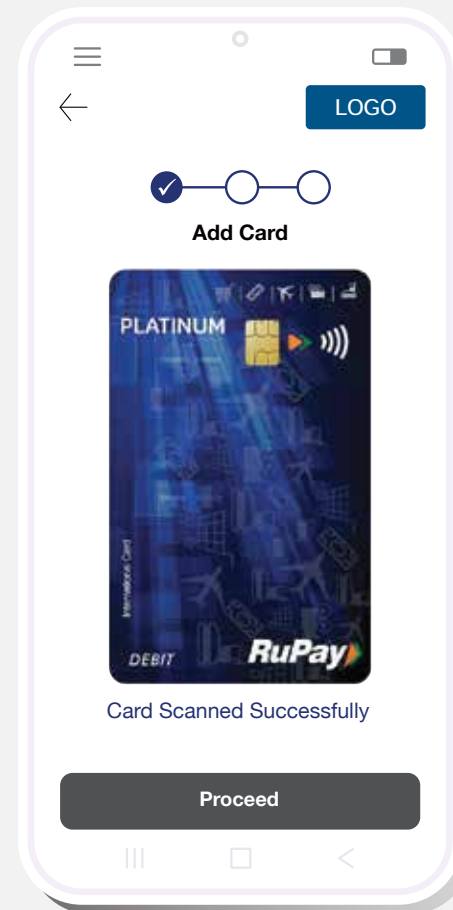 LOGO
Add Card
PLATINUM
International Card
DEBIT
RuPay
Card Scanned Successfully
Proceed